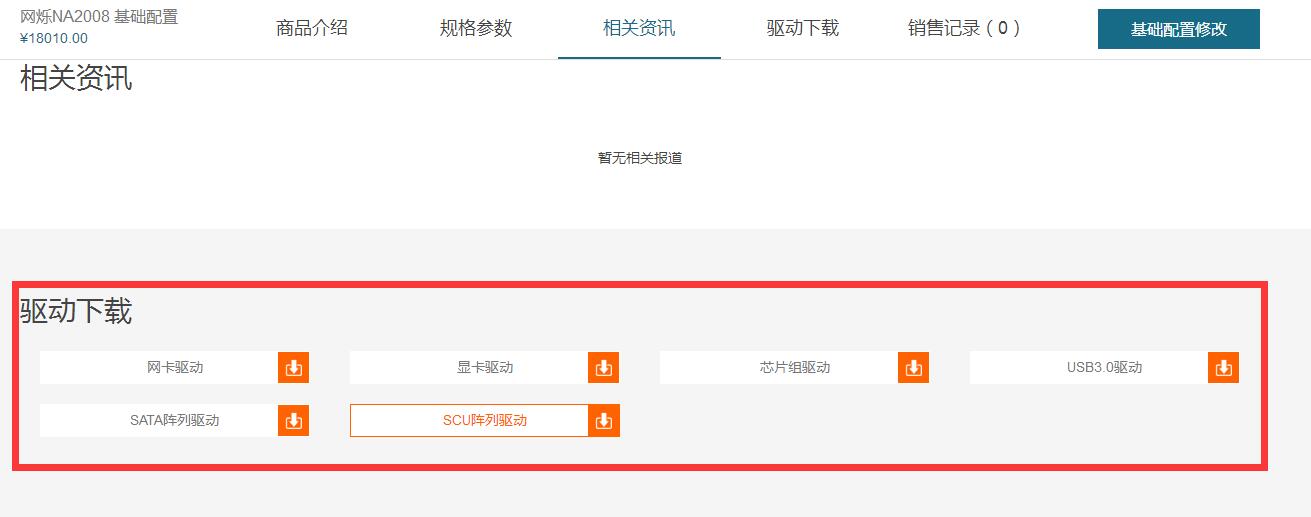 网烁NA2008 基础配置
¥18010.00
商品介绍
规格参数
相关资讯
驱动下载
销售记录 ( 0 )
基础配置修改
相关资讯
暂无相关报道
驱动下载
网卡驱动
显卡驱动
芯片组驱动
USB3.0驱动
SATA阵列驱动
SCU阵列驱动